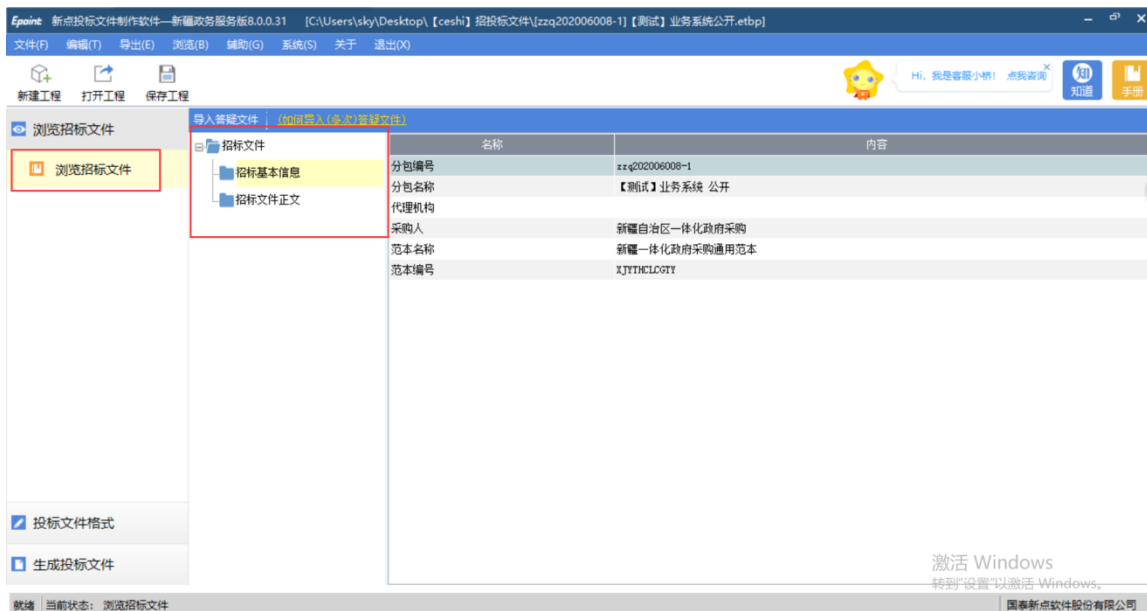 Epoint 新点投标文件制作软件—新疆政务服务版8.0.0.31 [C:\Users\sky\Desktop\【ceshi】招投标文件\[zzq202006008-1]【测试】业务系统公开.etbp]
文件(F) 编辑(T) 导出(E) 浏览(B) 辅助(G) 系统(S) 关于 退出(X)
新建工程 打开工程 保存工程
Hi, 我是客服小桥! 点我咨询
知 知道
手册
浏览招标文件
浏览招标文件
投标文件格式
生成投标文件
导入答疑文件 (如何导入(多次)答疑文件)
招标文件
招标基本信息
招标文件正文
名称 内容
分包编号 zzq202006008-1
分包名称 【测试】业务系统 公开
代理机构
采购人 新疆自治区一体化政府采购
范本名称 新疆一体化政府采购通用范本
范本编号 XJYTHCLCGTY
激活 Windows
转到"设置"以激活 Windows。
就绪 当前状态: 浏览招标文件 国泰新点软件股份有限公司